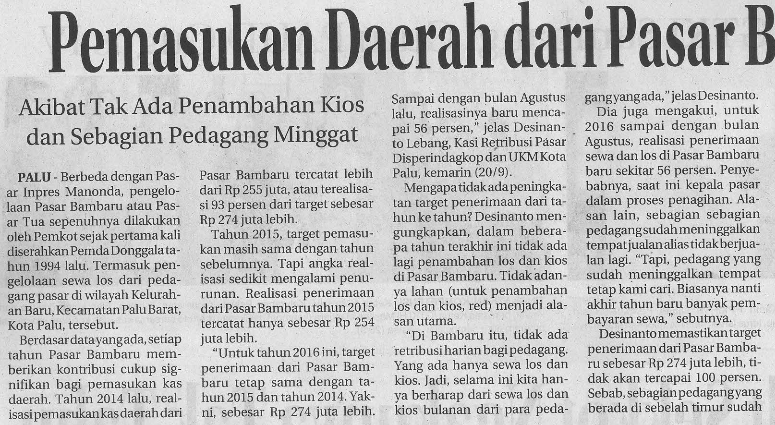 Pemasukan Daerah dari Pasar B
Akibat Tak Ada Penambahan Kios
dan Sebagian Pedagang Minggat
PALU - Berbeda dengan Pas-
ar Inpres Manonda, pengelo-
laan Pasar Bambaru atau Pas-
ar Tua sepenuhnya dilakukan
oleh Pemkot sejak pertama kali
diserahkan Pemda Donggala ta-
hun 1994 lalu. Termasuk pen-
gelolaan sewa los dari pedag-
gang pasar di wilayah Kelurah-
an Baru, Kecamatan Palu Barat,
Kota Palu, tersebut.
Berdasar data yang ada, setiap
tahun Pasar Bambaru mem-
berikan kontribusi cukup sig-
nifikan bagi pemasukan kas
daerah. Tahun 2014 lalu, real-
isasi pemasukan kas daerah dari
Pasar Bambaru tercatat lebih
dari Rp 255 juta, atau terealisa-
si 93 persen dari target sebesar
Rp 274 juta lebih.
Tahun 2015, target pemasu-
kan masih sama dengan tahun
sebelumnya. Tapi angka real-
isasi sedikit mengalami penu-
runan. Realisasi penerimaan
dari Pasar Bambaru tahun 2015
tercatat hanya sebesar Rp 254
juta lebih.
"Untuk tahun 2016 ini, target
penerimaan dari Pasar Bam-
baru tetap sama dengan ta-
hun 2015 dan tahun 2014. Yak-
ni, sebesar Rp 274 juta lebih.
Sampai dengan bulan Agustus
lalu, realisasinya baru menca-
pai 56 persen," jelas Desinan-
to Lebang, Kasi Retribusi Pasar
Disperindagkop dan UKM Kota
Palu, kemarin (20/9).
Mengapa tidak ada peningka-
tan target penerimaan dari ta-
hun ke tahun? Desinanto men-
gungkapkan, dalam bebera-
pa tahun terakhir ini tidak ada
lagi penambahan los dan kios
di Pasar Bambaru. Tidak adan-
ya lahan (untuk penambahan
los dan kios, red) menjadi ala-
san utama.
"Di Bambaru itu, tidak ada
retribusi harian bagi pedagang.
Yang ada hanya sewa los dan
kios. Jadi, selama ini kita han-
ya berharap dari sewa los dan
kios bulanan dari para peda-
gang yang ada," jelas Desinanto.
Dia juga mengakui, untuk
2016 sampai dengan bulan
Agustus, realisasi penerimaan
sewa dan los di Pasar Bambaru
baru sekitar 56 persen. Penye-
babnya, saat ini kepala pasar
dalam proses penagihan. Ala-
san lain, sebagian sebagian
pedagang sudah meninggalkan
tempat jualan alias tidak berjua-
lan lagi. "Tapi, pedagang yang
sudah meninggalkan tempat
tetap kami cari. Biasanya nanti
akhir tahun baru banyak pem-
bayaran sewa," sebutnya.
Desinanto memastikan target
penerimaan dari Pasar Bamba-
ru sebesar Rp 274 juta lebih, ti-
dak akan tercapai 100 persen.
Sebab, sebagian pedagang yang
berada di sebelah timur sudah